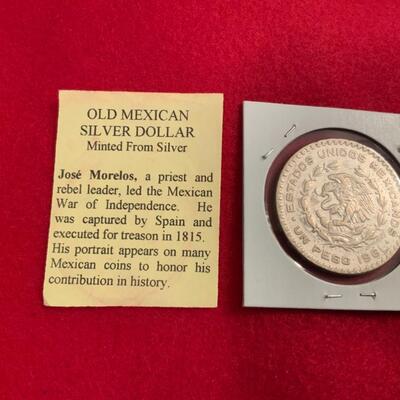 OLD MEXICAN
SILVER DOLLAR
Minted From Silver
José Morelos, a priest and
rebel leader, led the Mexican
War of Independence. He
was captured by Spain and
executed for treason in 1815.
His portrait appears on many
Mexican coins to honor his
contribution in history.
ESTADOS UNIDOS ME
UN PESO 196